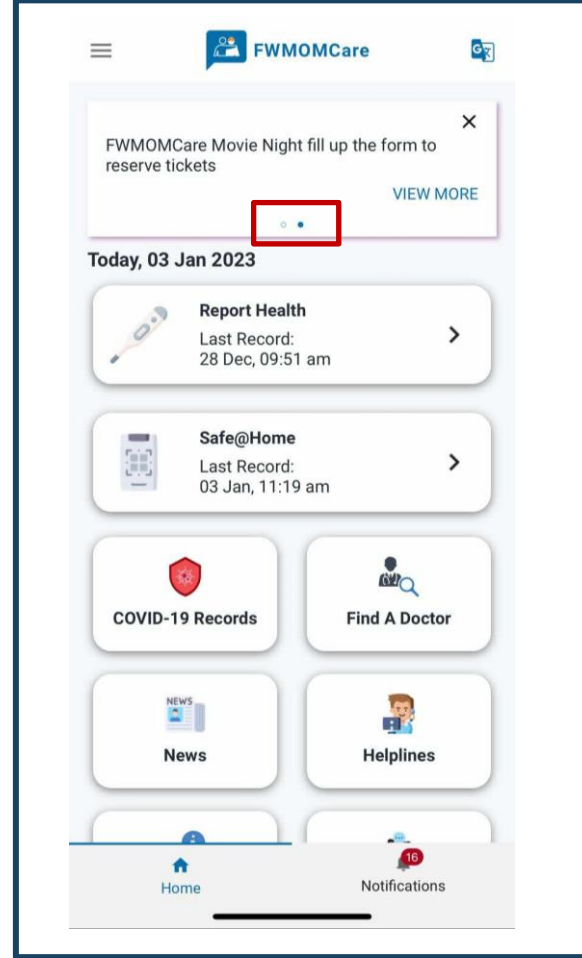 FWMOMCare
FWMOMCare Movie Night fill up the form to
reserve tickets
VIEW MORE
Today, 03 Jan 2023
Report Health
Last Record:
28 Dec, 09:51 am
Safe@Home
Last Record:
03 Jan, 11:19 am
COVID-19 Records
Find A Doctor
NEWS
News
Helplines
16
Home
Notifications